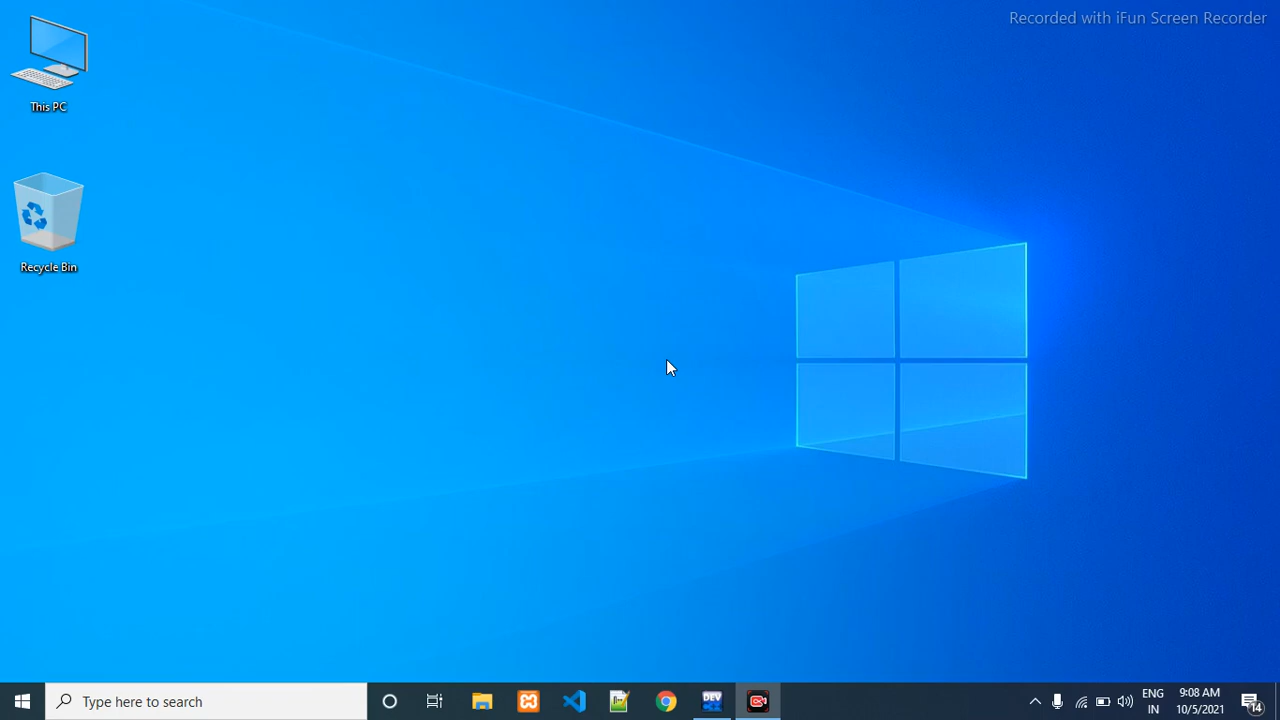 Recorded with iFun Screen Recorder
This PC
Recycle Bin
Type here to search
DEV
ENG
IN
9:08 AM
10/5/2021
14